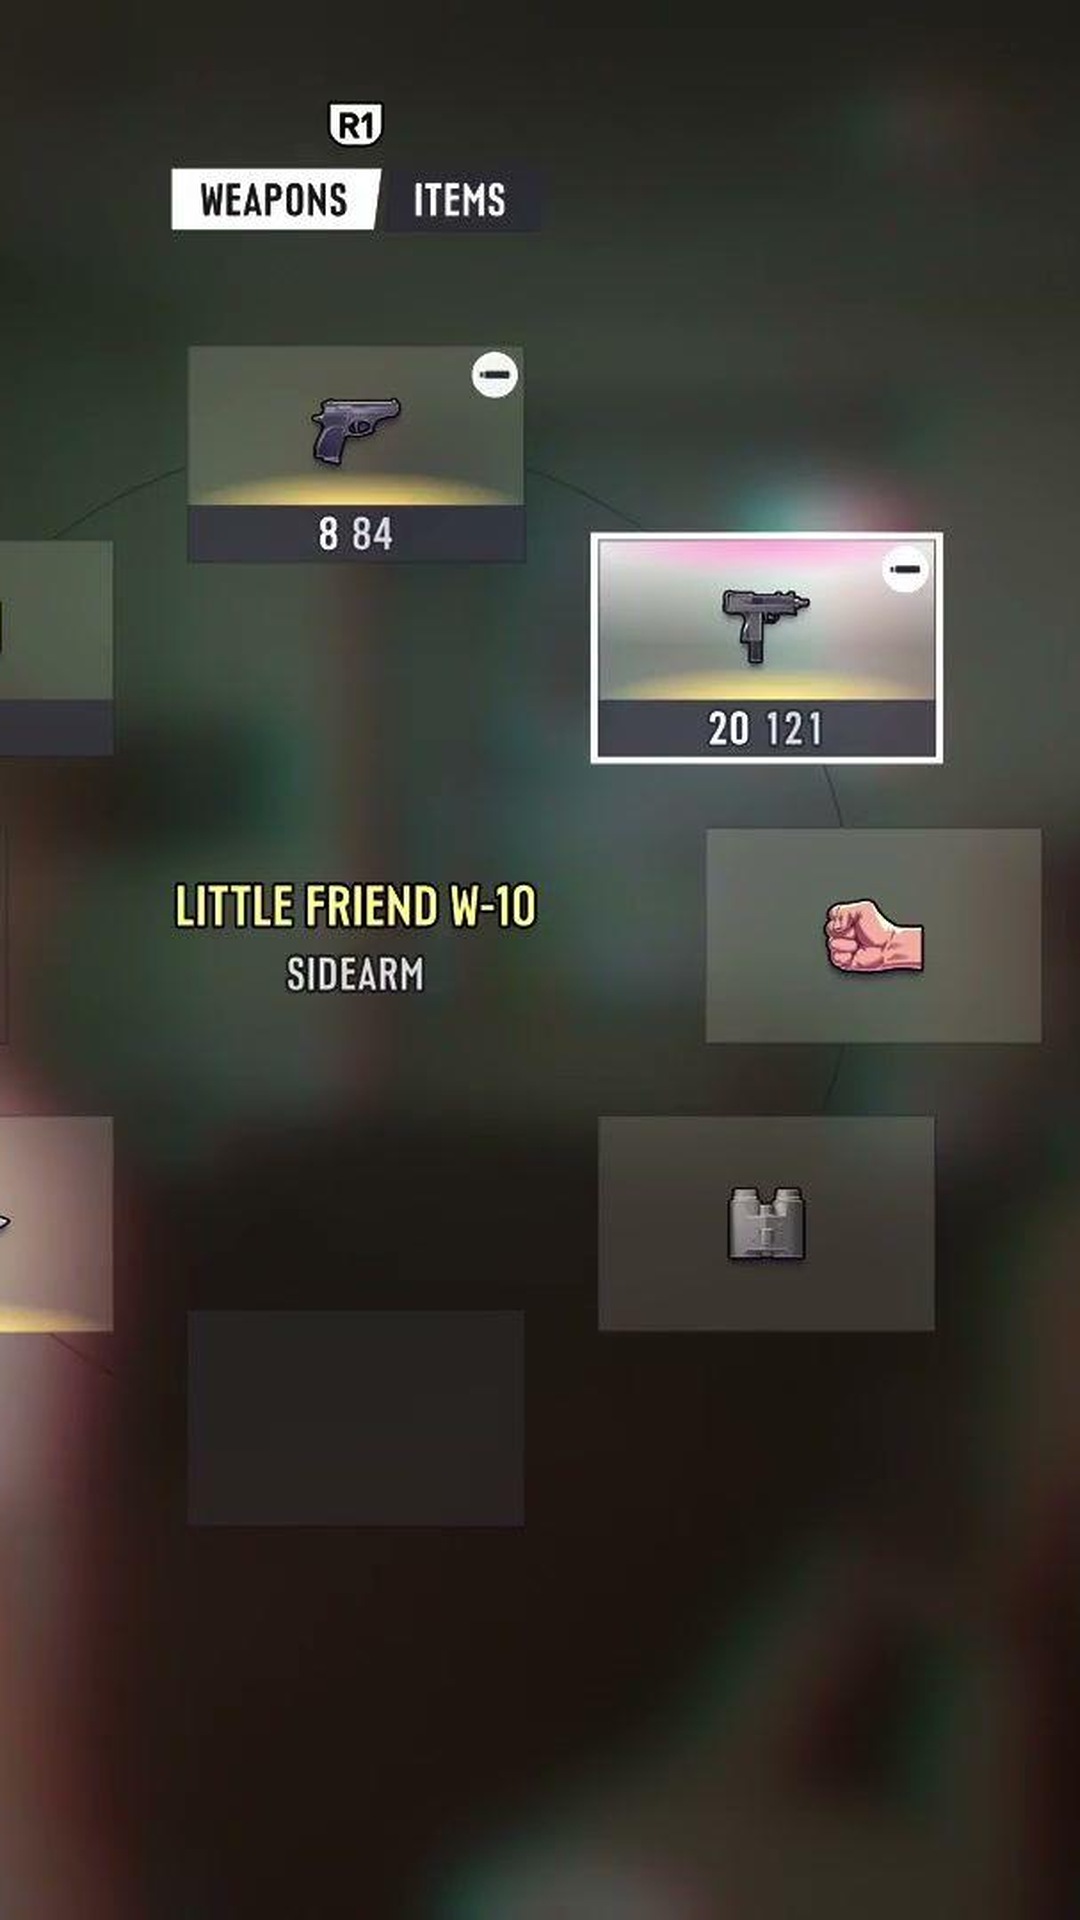 R1
WEAPONS ITEMS
8 84
20 121
LITTLE FRIEND W-10
SIDEARM